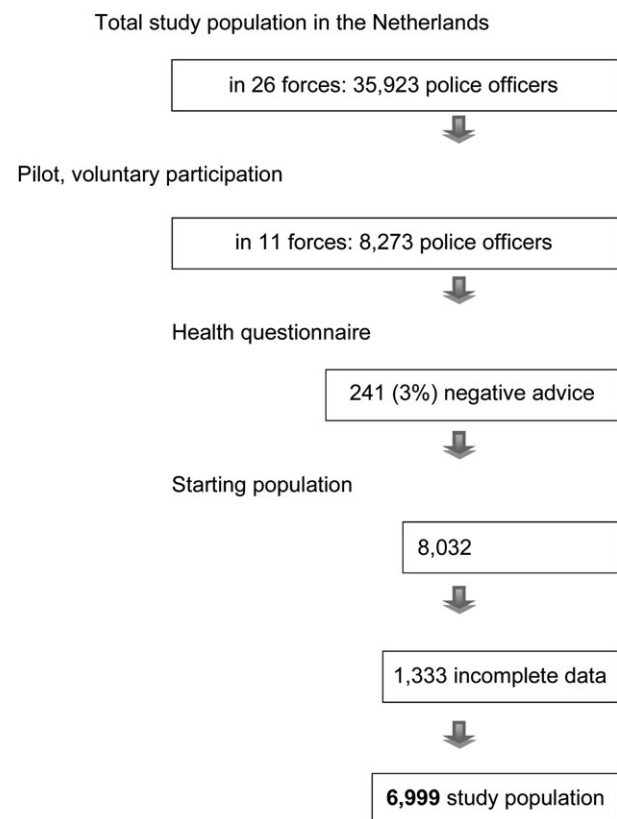 Total study population in the Netherlands
in 26 forces: 35,923 police officers
Pilot, voluntary participation
in 11 forces: 8,273 police officers
Health questionnaire
241 (3%) negative advice
Starting population
8,032
1,333 incomplete data
6,999 study population